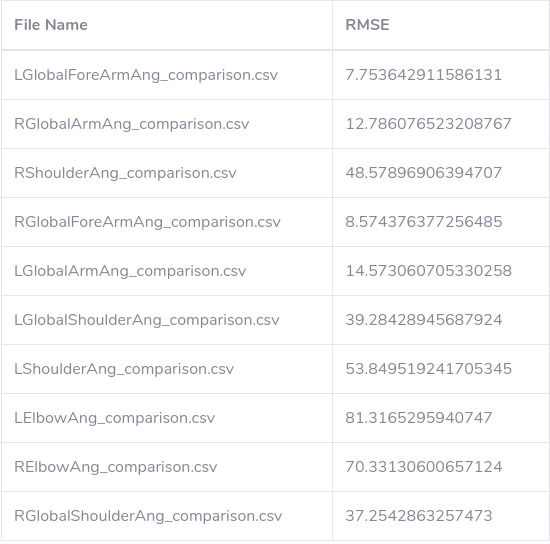 File Name RMSE
LGlobalForeArmAng_comparison.csv 7.753642911586131
RGlobalArmAng_comparison.csv 12.786076523208767
RShoulderAng_comparison.csv 48.57896906394707
RGlobalForeArmAng_comparison.csv 8.574376377256485
LGlobalArmAng_comparison.csv 14.573060705330258
LGlobalShoulderAng_comparison.csv 39.28428945687924
LShoulderAng_comparison.csv 53.849519241705345
LElbowAng_comparison.csv 81.3165295940747
RElbowAng_comparison.csv 70.33130600657124
RGlobalShoulderAng_comparison.csv 37.2542863257473